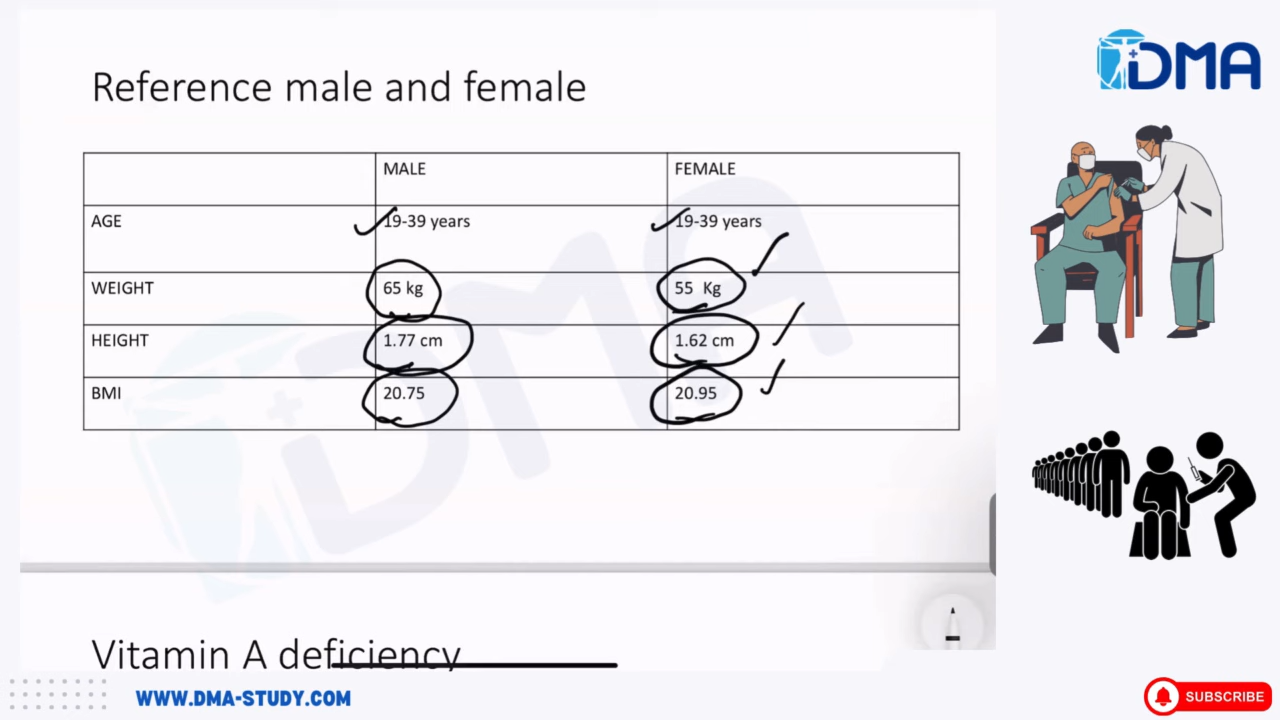 Reference male and female
DMA
MALE FEMALE
AGE 19-39 years 19-39 years
WEIGHT 65 kg 55 Kg
HEIGHT 1.77 cm 1.62 cm
BMI 20.75 20.95
DMA
Vitamin A deficiency
WWW.DMA-STUDY.COM
SUBSCRIBE